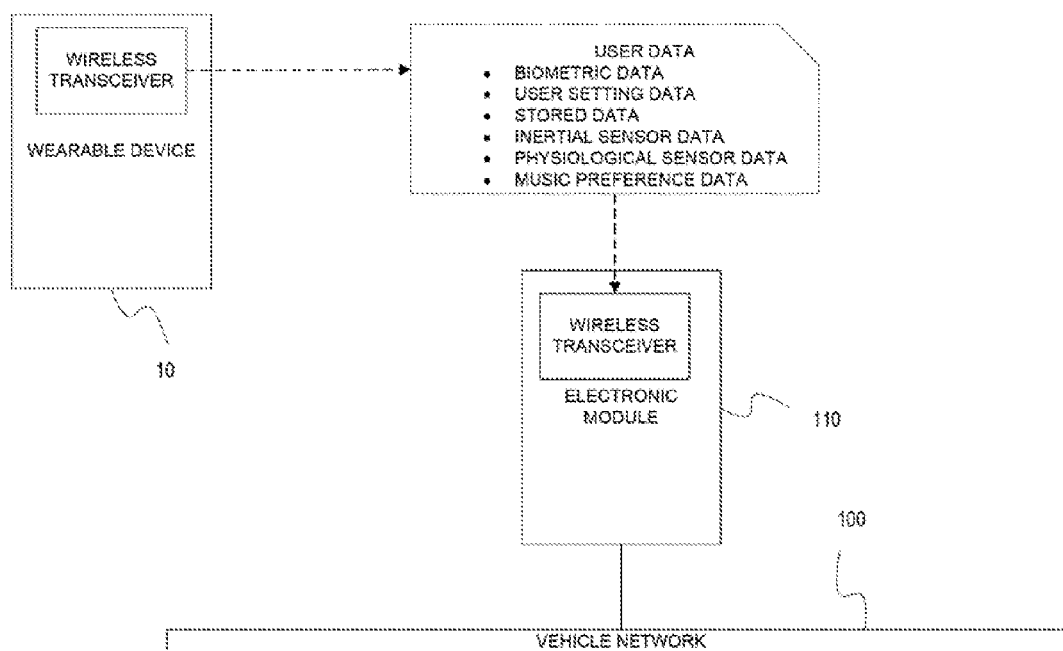 WIRELESS
TRANSCEIVER
WEARABLE DEVICE
10
USER DATA
• BIOMETRIC DATA
• USER SETTING DATA
• STORED DATA
• INERTIAL SENSOR DATA
• PHYSIOLOGICAL SENSOR DATA
• MUSIC PREFERENCE DATA
WIRELESS
TRANSCEIVER
ELECTRONIC
MODULE
110
100
VEHICLE NETWORK